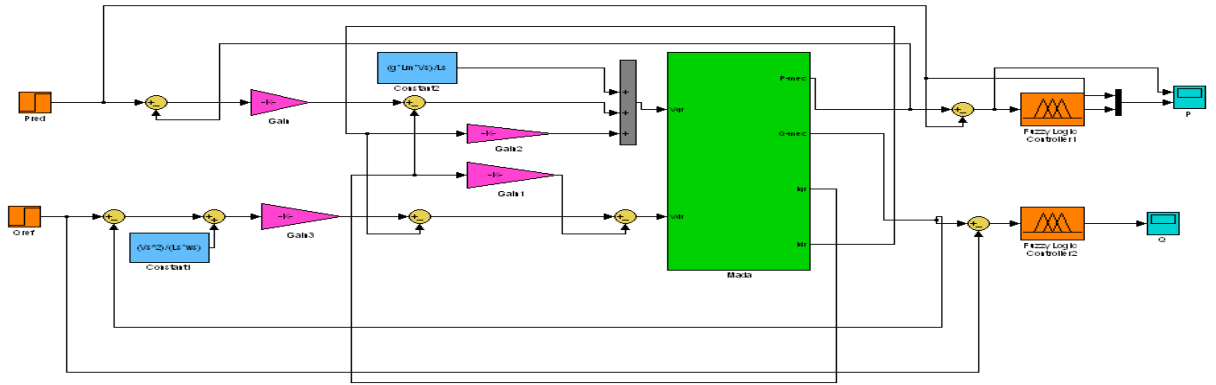 (g*Lm*Vs)/Ls
Constant2
P-mec
Pred
Gain
Vqr
P
Fuzzy Logic
Controller1
-K-
Gain2
Q-mec
-K-
Gain1
Iqr
Qref
-K-
Gain3
Vdr
Q
(Vs^2)/(Ls*ws)
Constant1
Idr
Fuzzy Logic
Controller2
Mada
-K-